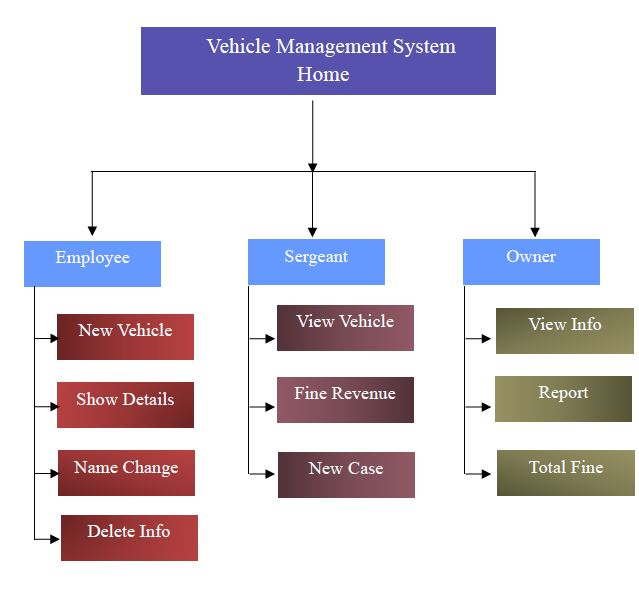 Vehicle Management System
Home
Employee
Sergeant
Owner
New Vehicle
Show Details
Name Change
Delete Info
View Vehicle
Fine Revenue
New Case
View Info
Report
Total Fine